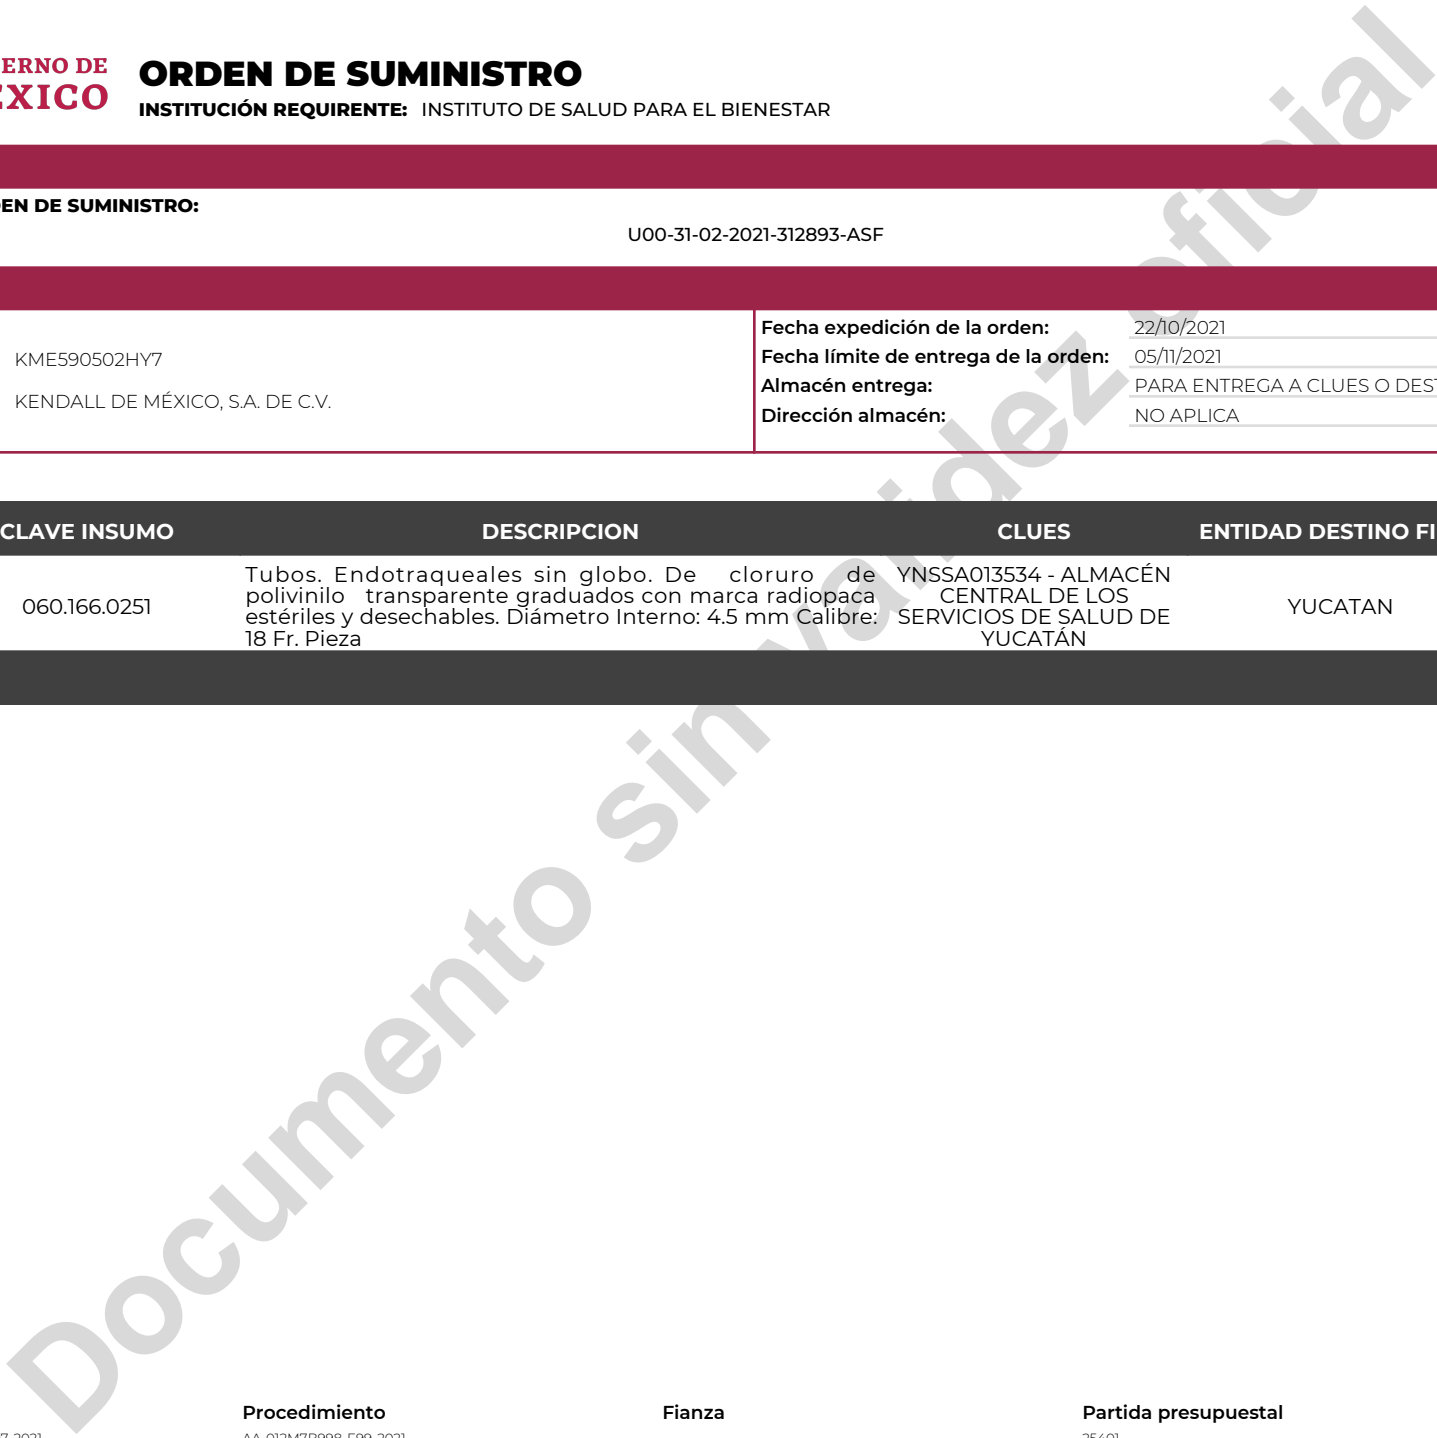 ERNO DE
ÉXICO
ORDEN DE SUMINISTRO
INSTITUCIÓN REQUIRENTE: INSTITUTO DE SALUD PARA EL BIENESTAR
EN DE SUMINISTRO:
U00-31-02-2021-312893-ASF
KME590502HY7
KENDALL DE MÉXICO, S.A. DE C.V.
Fecha expedición de la orden: 22/10/2021
Fecha límite de entrega de la orden: 05/11/2021
Almacén entrega: PARA ENTREGA A CLUES O DEST
Dirección almacén: NO APLICA
CLAVE INSUMO DESCRIPCION CLUES ENTIDAD DESTINO FI
060.166.0251
Tubos. Endotraqueales sin globo. De cloruro de
polivinilo transparente graduados con marca radiopaca
estériles y desechables. Diámetro Interno: 4.5 mm Calibre:
18 Fr. Pieza
YNSSA013534 - ALMACÉN
CENTRAL DE LOS
SERVICIOS DE SALUD DE
YUCATÁN
YUCATAN
Documento sin validez oficial
Procedimiento Fianza Partida presupuestal